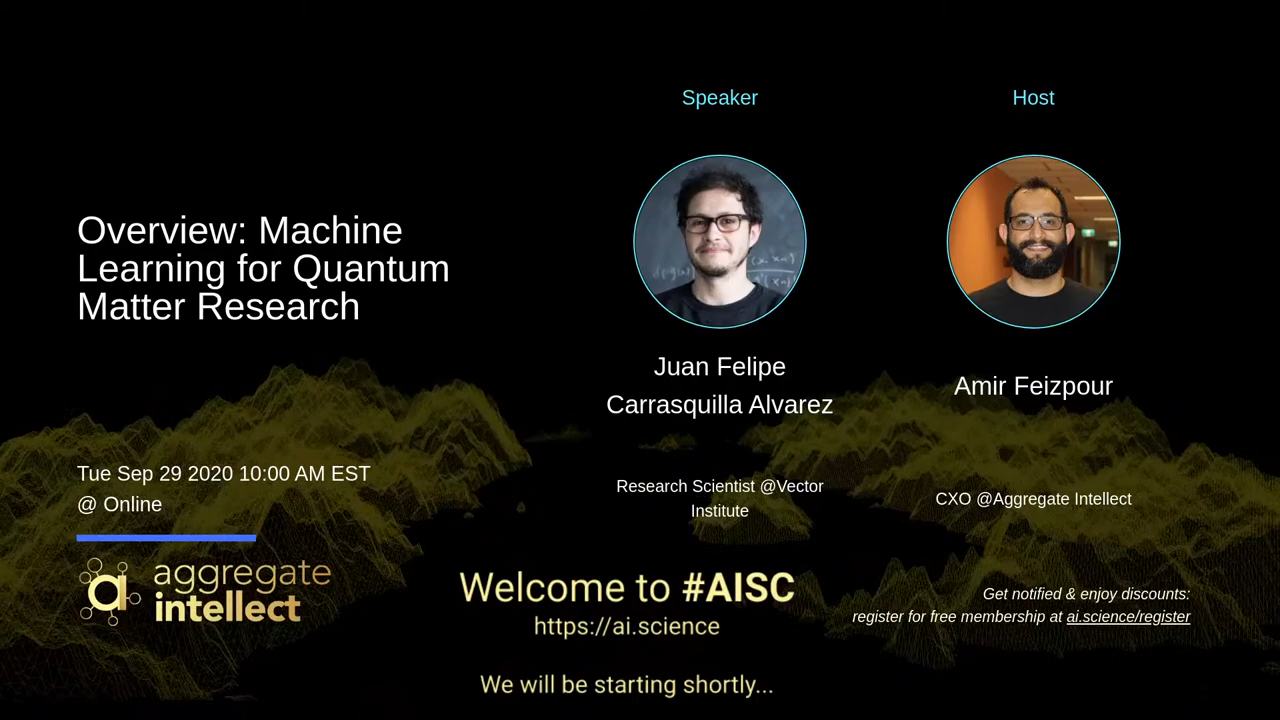 Speaker
Host
Overview: Machine
Learning for Quantum
Matter Research
Juan Felipe
Carrasquilla Alvarez
Amir Feizpour
Tue Sep 29 2020 10:00 AM EST
@ Online
Research Scientist @Vector
Institute
CXO @Aggregate Intellect
aggregate
intellect
Welcome to #AISC
https://ai.science
We will be starting shortly...
Get notified & enjoy discounts:
register for free membership at ai.science/register